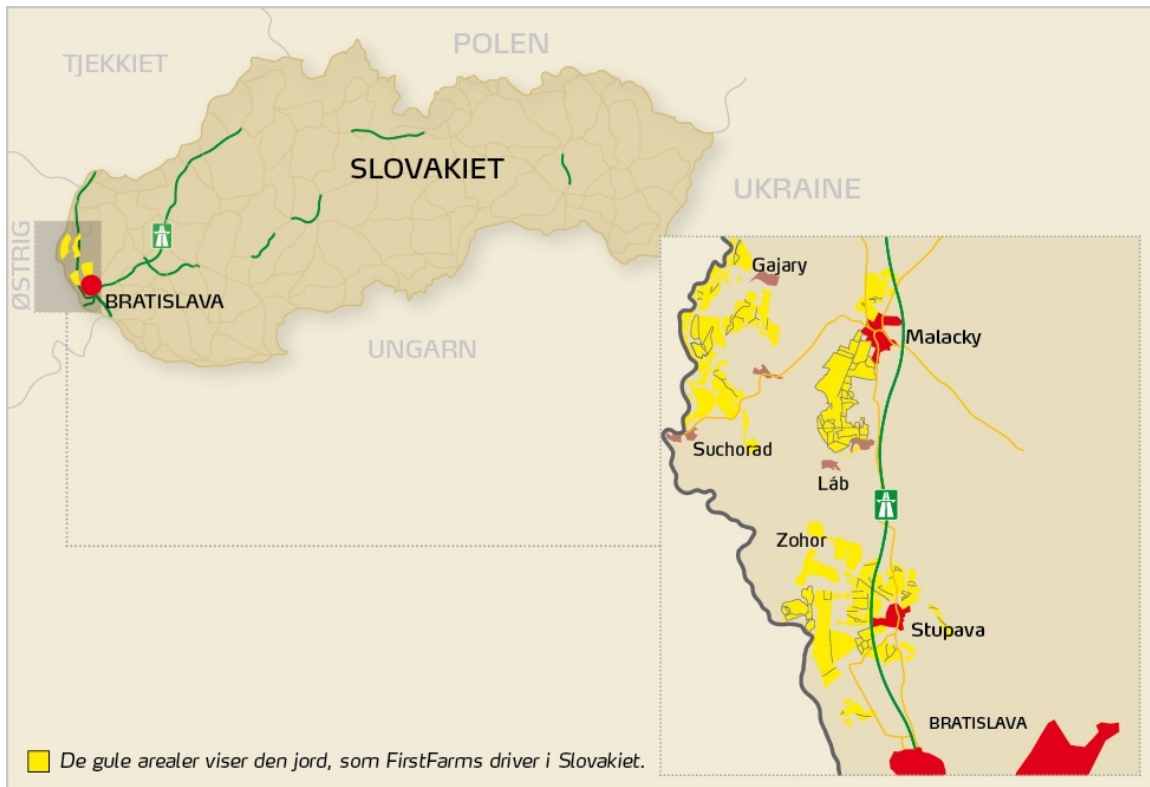 TJEKKIET
POLEN
SLOVAKIET
UKRAINE
ØSTRIG
BRATISLAVA
UNGARN
Gajary
Malacky
Suchorad
Láb
Zohor
Stupava
BRATISLAVA
De gule arealer viser den jord, som FirstFarms driver i Slovakiet.